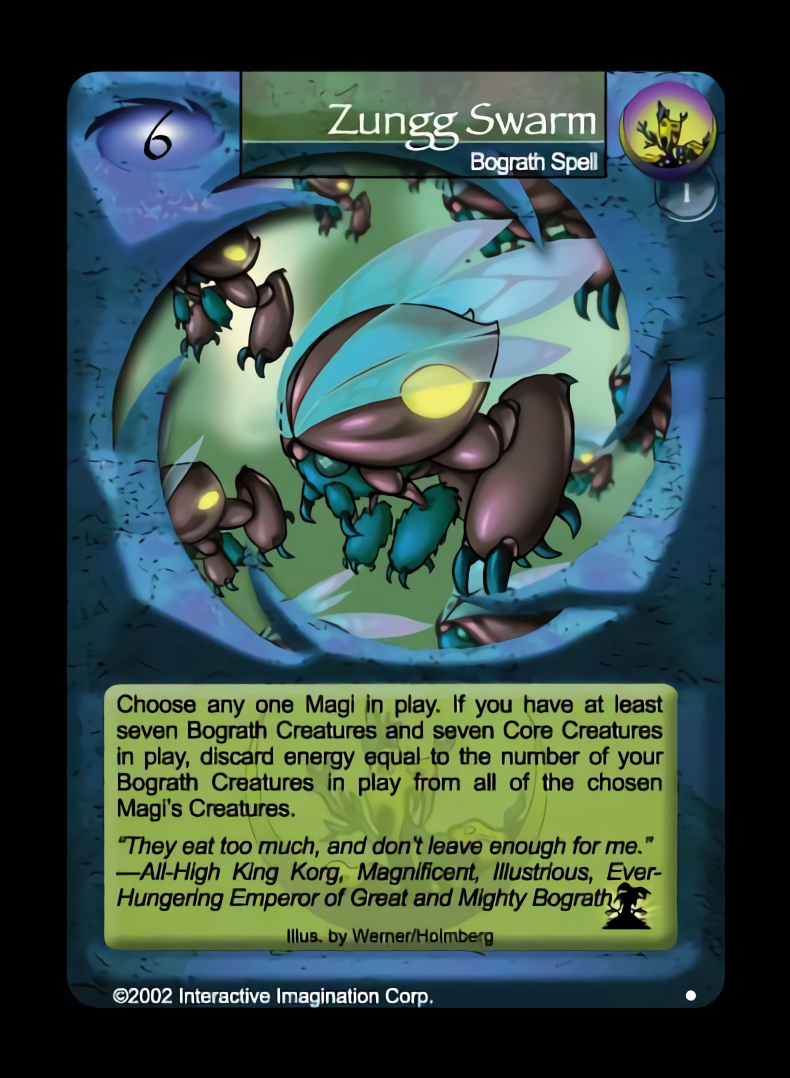 6
Zungg Swarm
Bograth Spell
1
Choose any one Magi in play. If you have at least
seven Bograth Creatures and seven Core Creatures
in play, discard energy equal to the number of your
Bograth Creatures in play from all of the chosen
Magi's Creatures.
"They eat too much, and don't leave enough for me."
—All-High King Korg, Magnificent, Illustrious, Ever-
Hungering Emperor of Great and Mighty Bograth
Illus. by Werner/Holmberg
©2002 Interactive Imagination Corp.